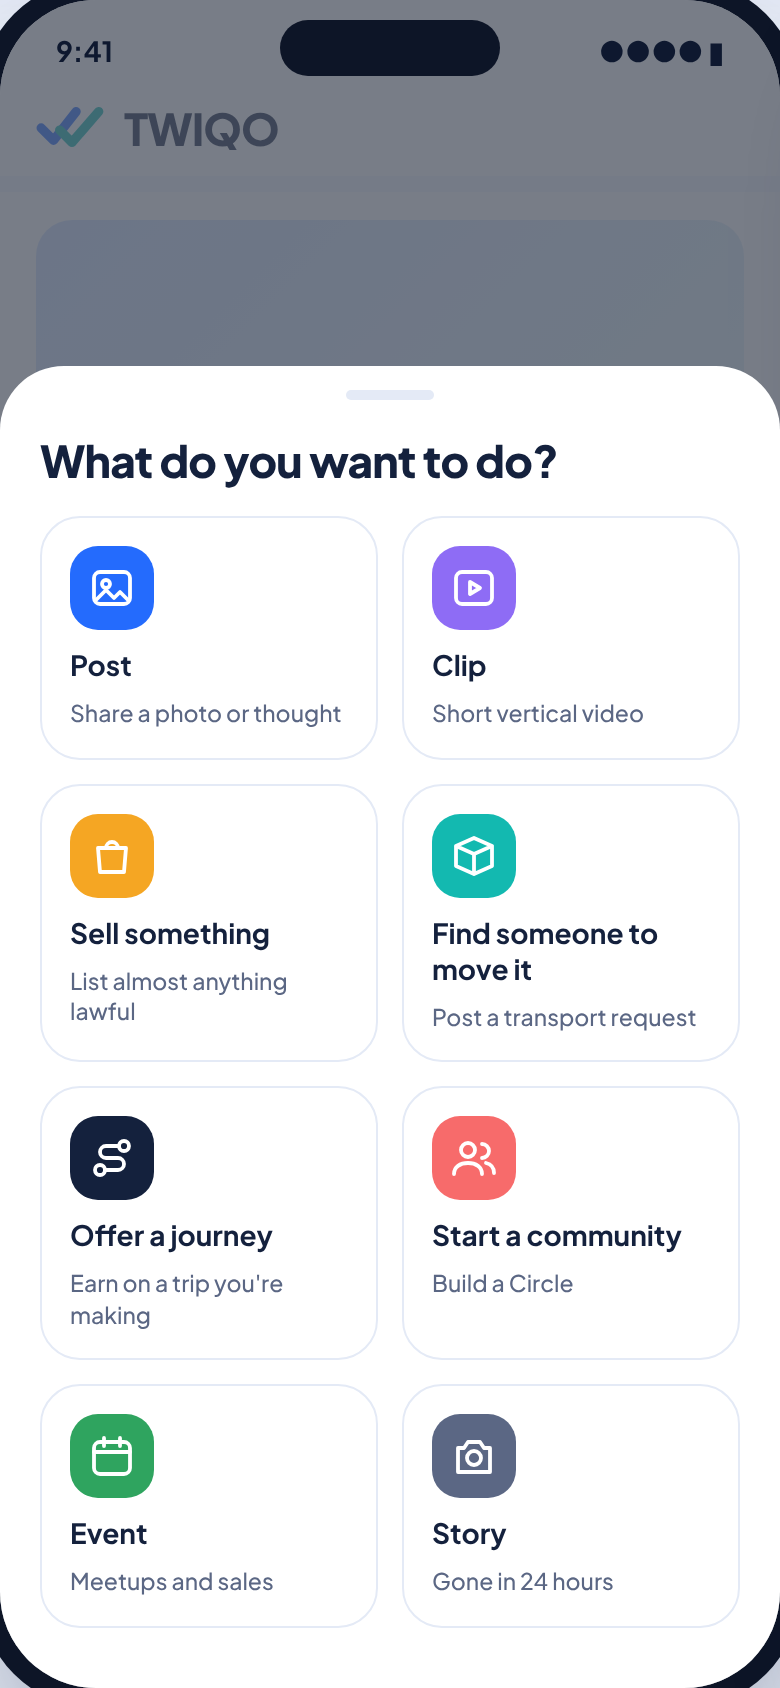 9:41
TWIQO
What do you want to do?
Post
Share a photo or thought
Clip
Short vertical video
Sell something
List almost anything
lawful
Find someone to
move it
Post a transport request
Offer a journey
Earn on a trip you're
making
Start a community
Build a Circle
Event
Meetups and sales
Story
Gone in 24 hours